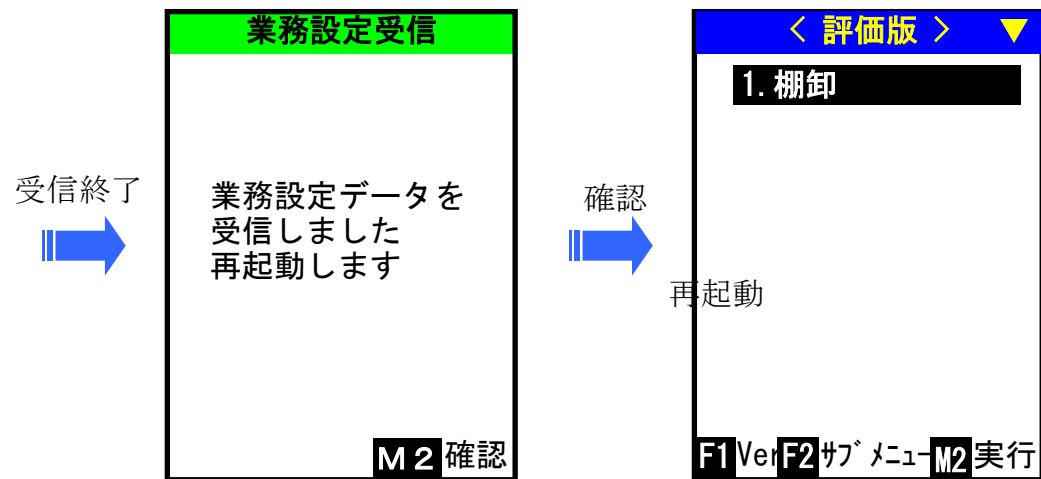 受信終了
業務設定受信
業務設定データを
受信しました
再起動します
M2 確認
確認
再起動
< 評価版 > ▼
1.棚卸
F1 Ver F2 ｻﾌﾞﾒﾆｭｰ M2 実行